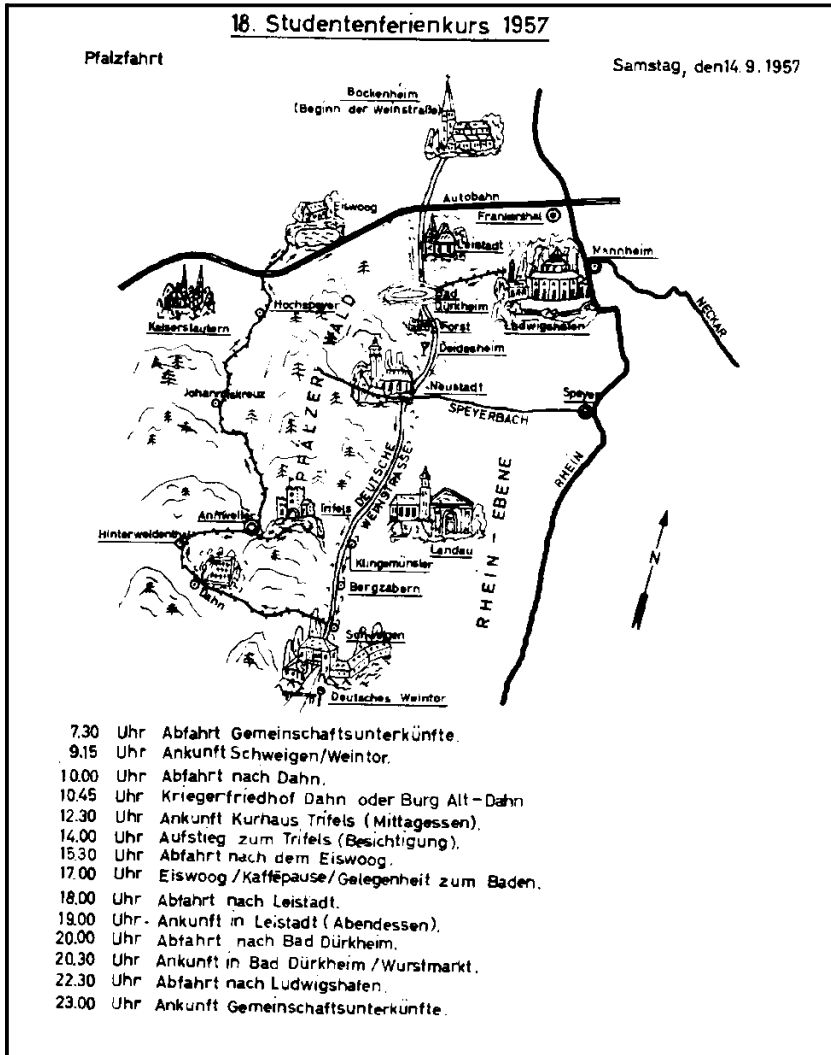 18. Studentenferienkurs 1957
Pfalzfahrt
Samstag, den 14. 9. 1957
Bockenheim
(Beginn der Weinstraße)
Autobahn
Eiswoog
Frankenthal
Leistadt
Mannheim
Kaiserslautern
Hochspeyer
Bad
Dürkheim
Ludwigshafen
NECKAR
Forst
Deidesheim
PFÄLZER WALD
Johanniskreuz
Neustadt
SPEYERBACH
Speyer
DEUTSCHE
WEINSTRASSE
RHEIN
RHEIN - EBENE
Trifels
Annweiler
Landau
Hinterweidenthal
Klingemünster
Dahn
Bergzabern
N
Schweigen
Deutsches Weintor
7.30 Uhr Abfahrt Gemeinschaftsunterkünfte.
9.15 Uhr Ankunft Schweigen/Weintor.
10.00 Uhr Abfahrt nach Dahn.
10.45 Uhr Kriegerfriedhof Dahn oder Burg Alt-Dahn
12.30 Uhr Ankunft Kurhaus Trifels (Mittagessen).
14.00 Uhr Aufstieg zum Trifels (Besichtigung).
15.30 Uhr Abfahrt nach dem Eiswoog.
17.00 Uhr Eiswoog/Kaffépause/Gelegenheit zum Baden.
18.00 Uhr Abfahrt nach Leistadt.
19.00 Uhr. Ankunft in Leistadt (Abendessen).
20.00 Uhr Abfahrt nach Bad Dürkheim.
20.30 Uhr Ankunft in Bad Dürkheim/Wurstmarkt.
22.30 Uhr Abfahrt nach Ludwigshafen.
23.00 Uhr Ankunft Gemeinschaftsunterkünfte.